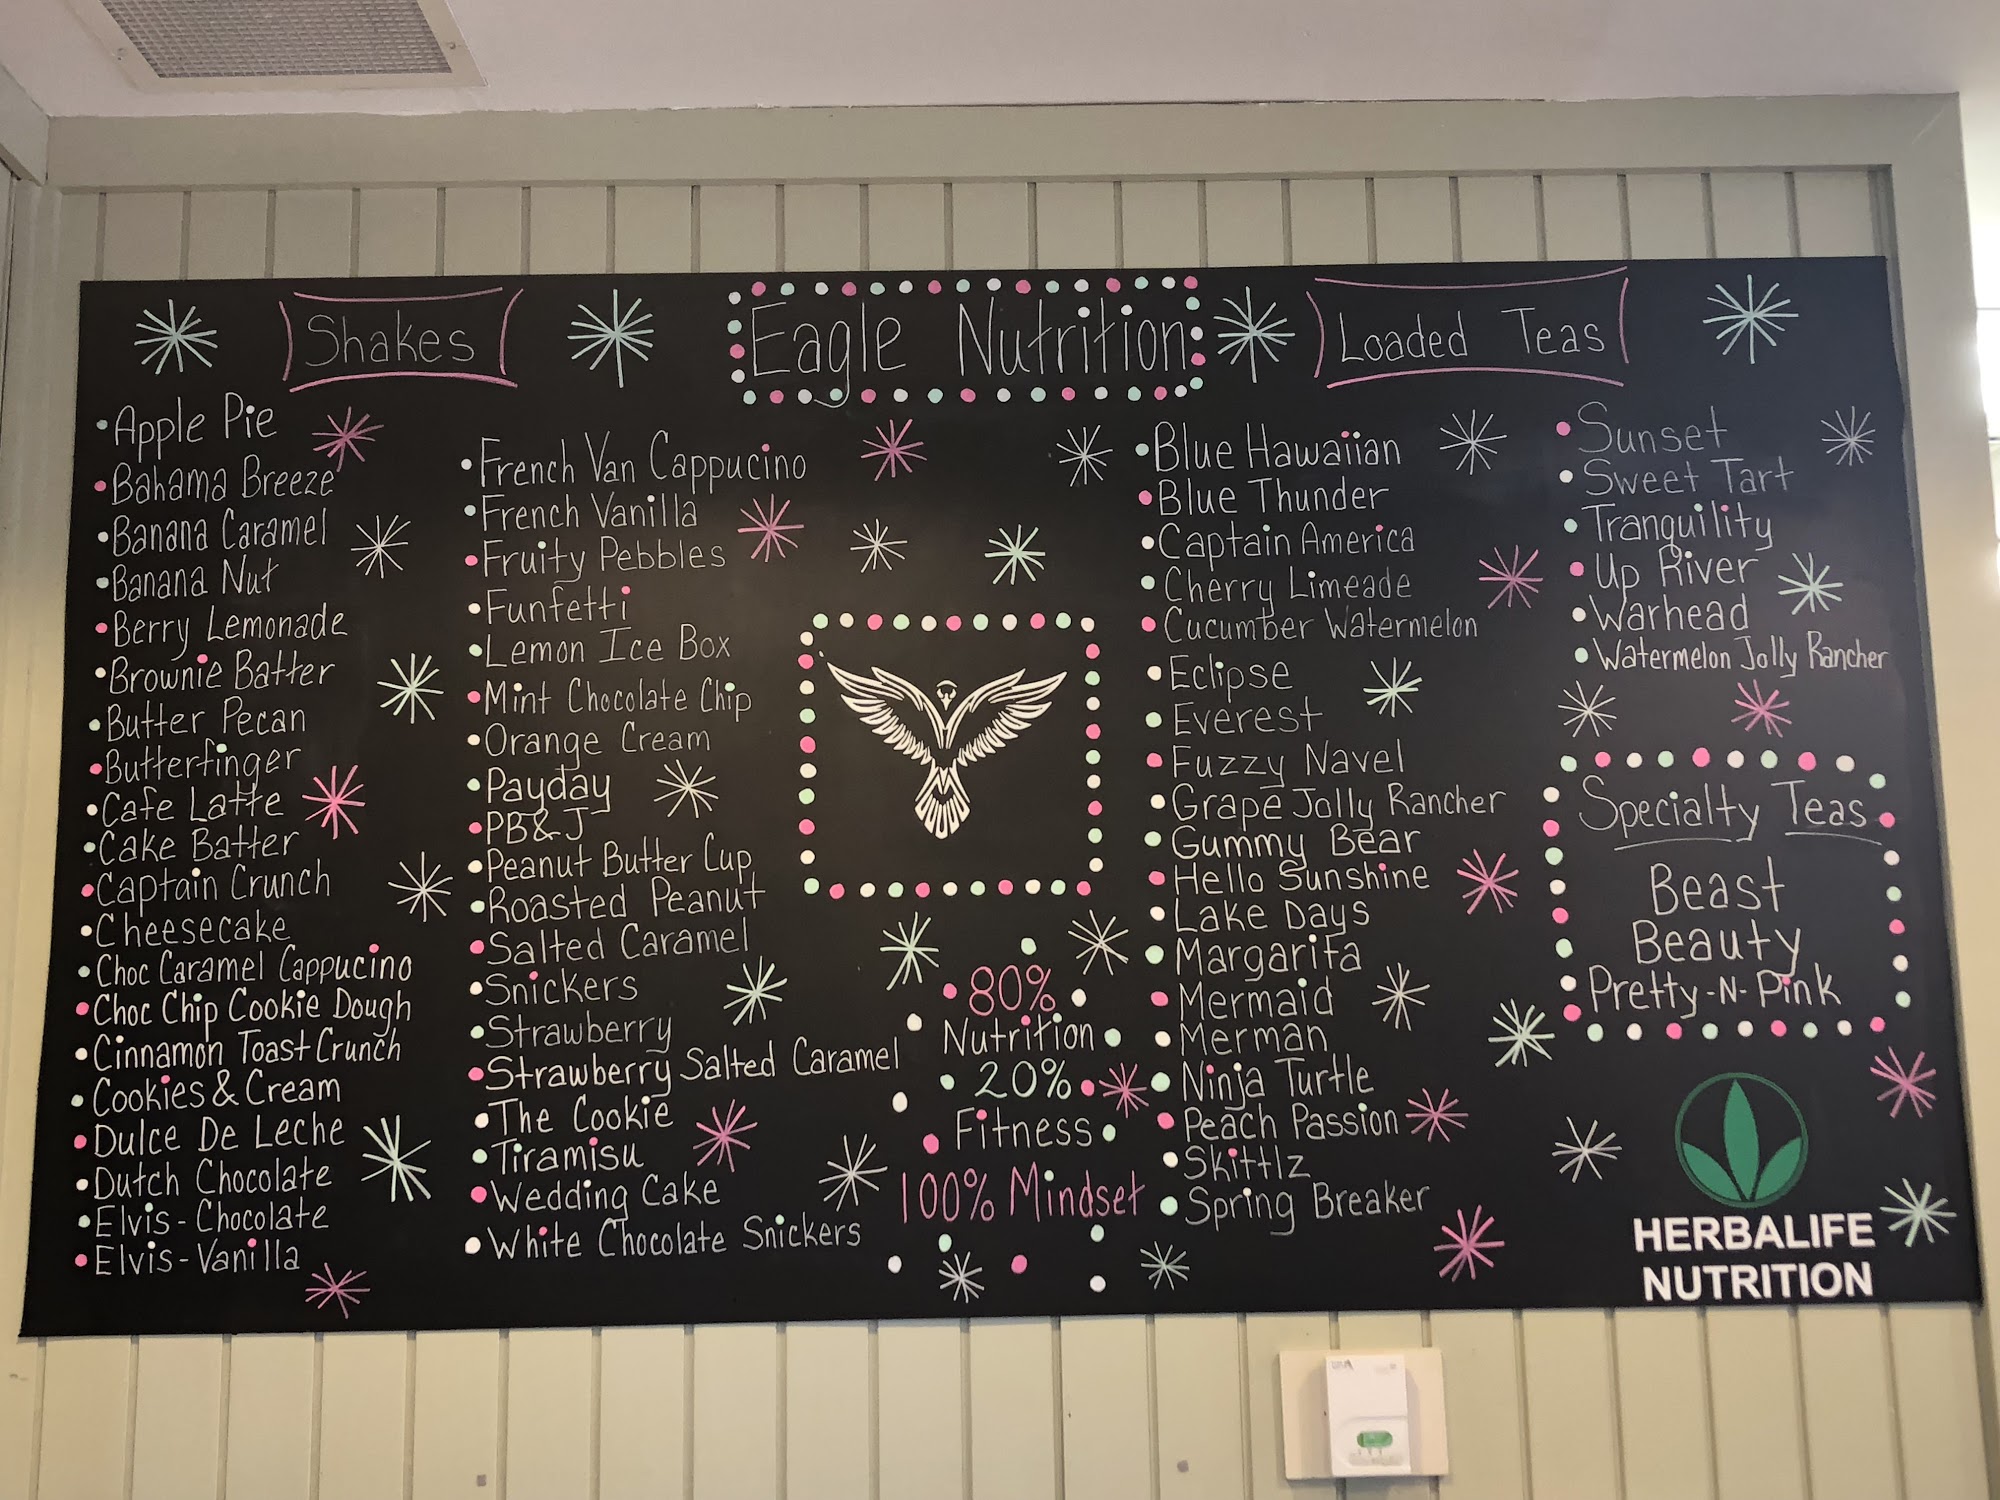 Shakes
Eagle Nutrition
Loaded Teas
Apple Pie
Bahama Breeze
Banana Caramel
Banana Nut
Berry Lemonade
Brownie Batter
Butter Pecan
Butterfinger
Cafe Latte
Cake Batter
Captain Crunch
Cheesecake
Choc Caramel Cappucino
Choc Chip Cookie Dough
Cinnamon Toast Crunch
Cookies & Cream
Dulce De Leche
Dutch Chocolate
Elvis-Chocolate
Elvis-Vanilla
French Van Cappucino
French Vanilla
Fruity Pebbles
Funfetti
Lemon Ice Box
Mint Chocolate Chip
Orange Cream
Payday
PB&J
Peanut Butter Cup
Roasted Peanut
Salted Caramel
Snickers
Strawberry
Strawberry Salted Caramel
The Cookie
Tiramisu
Wedding Cake
White Chocolate Snickers
80%
Nutrition
20%
Fitness
100% Mindset
Blue Hawaiian
Blue Thunder
Captain America
Cherry Limeade
Cucumber Watermelon
Eclipse
Everest
Fuzzy Navel
Grape Jolly Rancher
Gummy Bear
Hello Sunshine
Lake Days
Margarita
Mermaid
Merman
Ninja Turtle
Peach Passion
Skittlz
Spring Breaker
Sunset
Sweet Tart
Tranquility
Up River
Warhead
Watermelon Jolly Rancher
Specialty Teas
Beast
Beauty
Pretty-N-Pink
HERBALIFE
NUTRITION